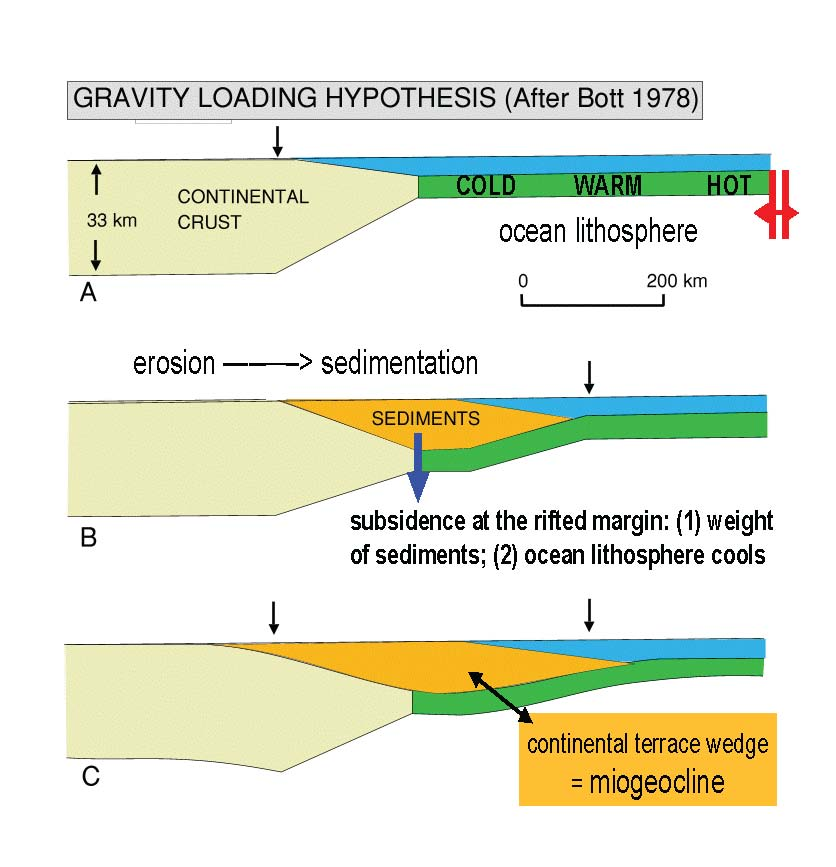 GRAVITY LOADING HYPOTHESIS (After Bott 1978)
CONTINENTAL
CRUST
33 km
COLD WARM HOT
ocean lithosphere
A
0 200 km
erosion ———> sedimentation
SEDIMENTS
subsidence at the rifted margin: (1) weight
of sediments; (2) ocean lithosphere cools
B
continental terrace wedge
= miogeocline
C